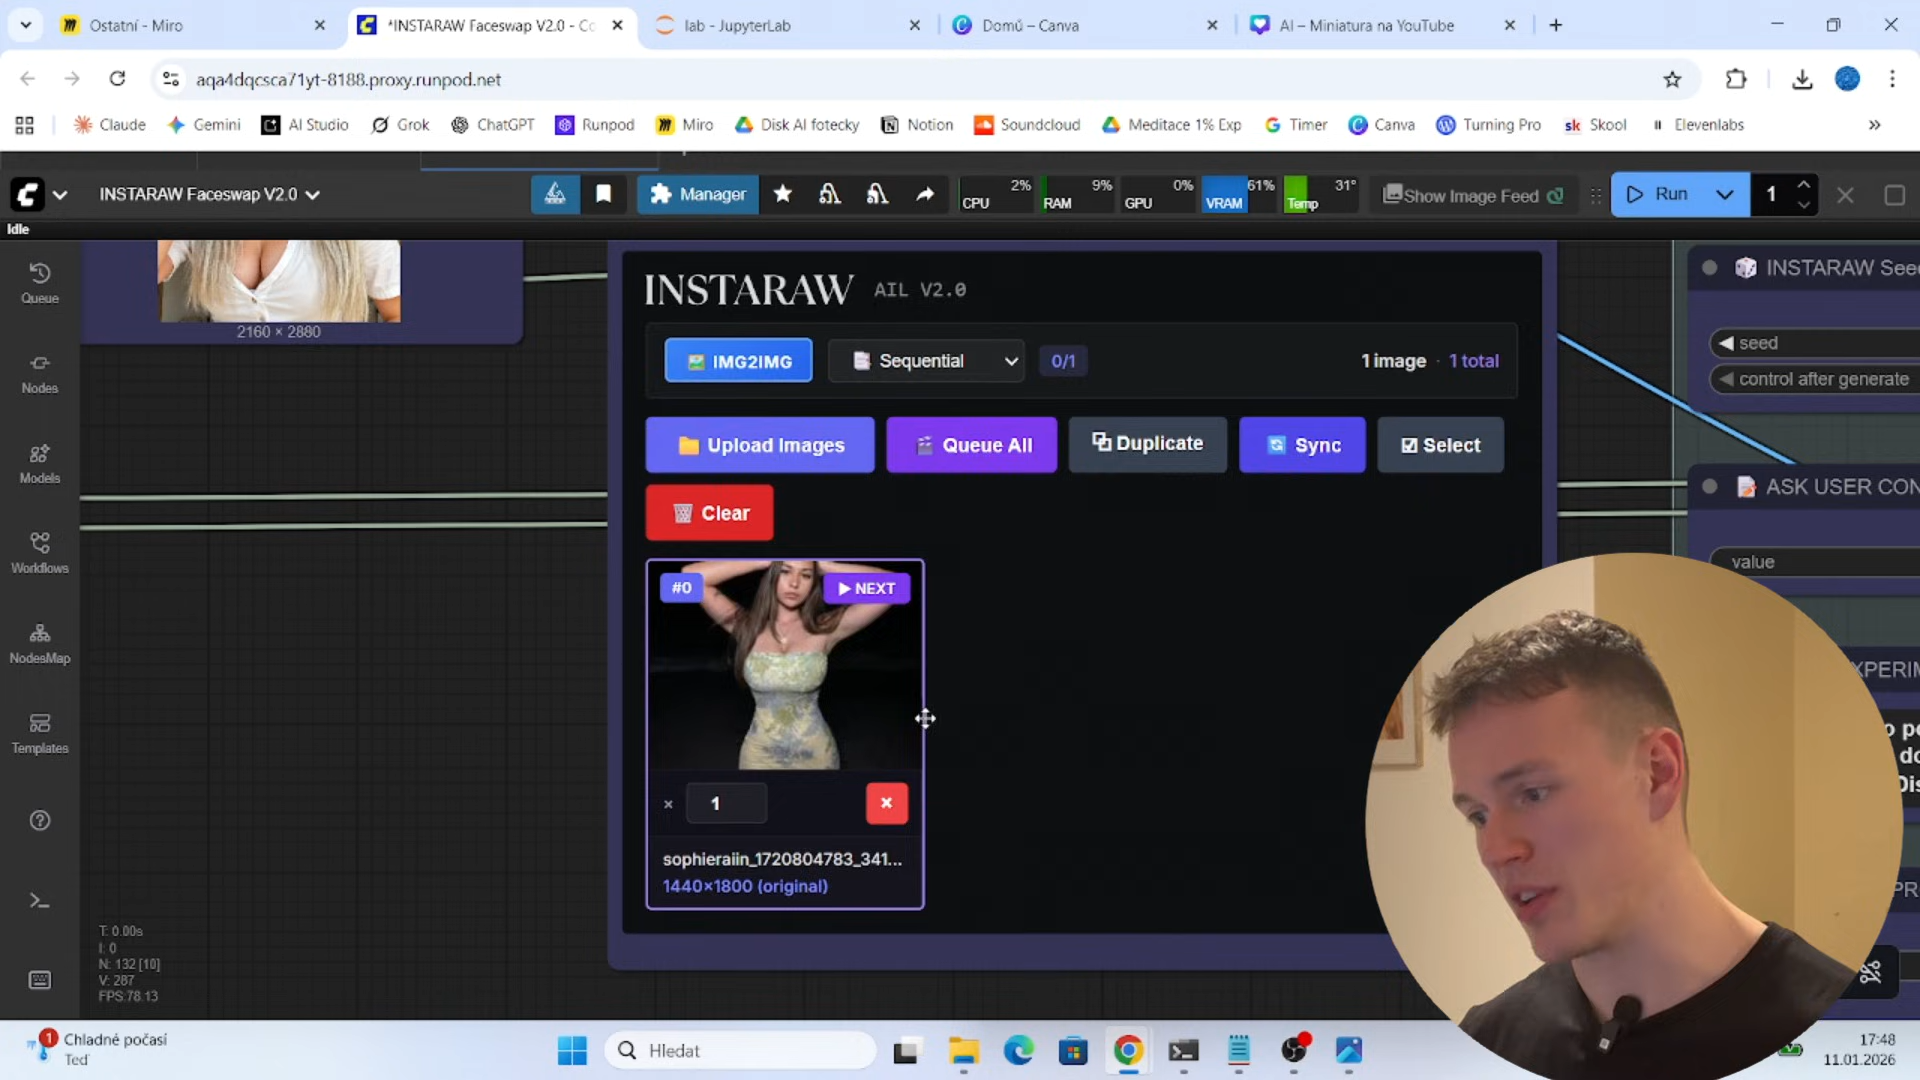 Ostatní - Miro
*INSTARAW Faceswap V2.0 - Co
lab - JupyterLab
Domů – Canva
AI – Miniatura na YouTube
aqa4dqcsca71yt-8188.proxy.runpod.net
Claude
Gemini
AI Studio
Grok
ChatGPT
Runpod
Miro
Disk AI fotecky
Notion
Soundcloud
Meditace 1% Exp
Timer
Canva
Turning Pro
Skool
Elevenlabs
INSTARAW Faceswap V2.0
Manager
CPU 2%
RAM 9%
GPU 0%
VRAM 61%
Temp 31°
Show Image Feed
Run
1
Idle
Queue
Nodes
Models
Workflows
NodesMap
Templates
2160 × 2880
INSTARAW AIL V2.0
IMG2IMG
Sequential
0/1
1 image · 1 total
Upload Images
Queue All
Duplicate
Sync
Select
Clear
#0
NEXT
× 1
sophieraiin_1720804783_341...
1440×1800 (original)
INSTARAW See
seed
control after generate
ASK USER CON
value
XPERIM
T: 0.00s
I: 0
N: 132 [10]
V: 287
FPS:78.13
1
Chladné počasí
Teď
Hledat
17:48
11.01.2026